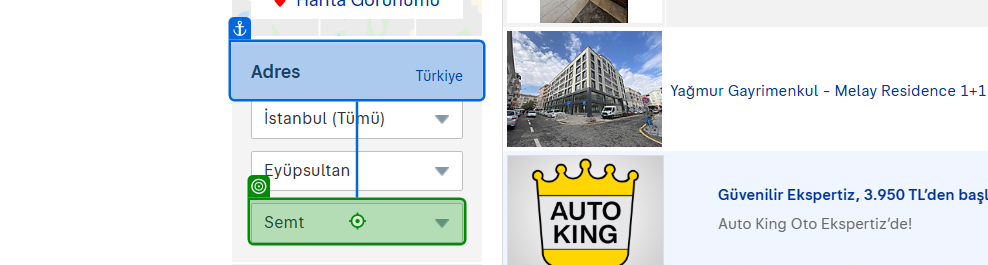 Harita Görünümü
Adres
Türkiye
İstanbul (Tümü)
Eyüpsultan
Semt
Yağmur Gayrimenkul - Melay Residence 1+1
AUTO
KING
Güvenilir Ekspertiz, 3.950 TL'den başl
Auto King Oto Ekspertiz'de!